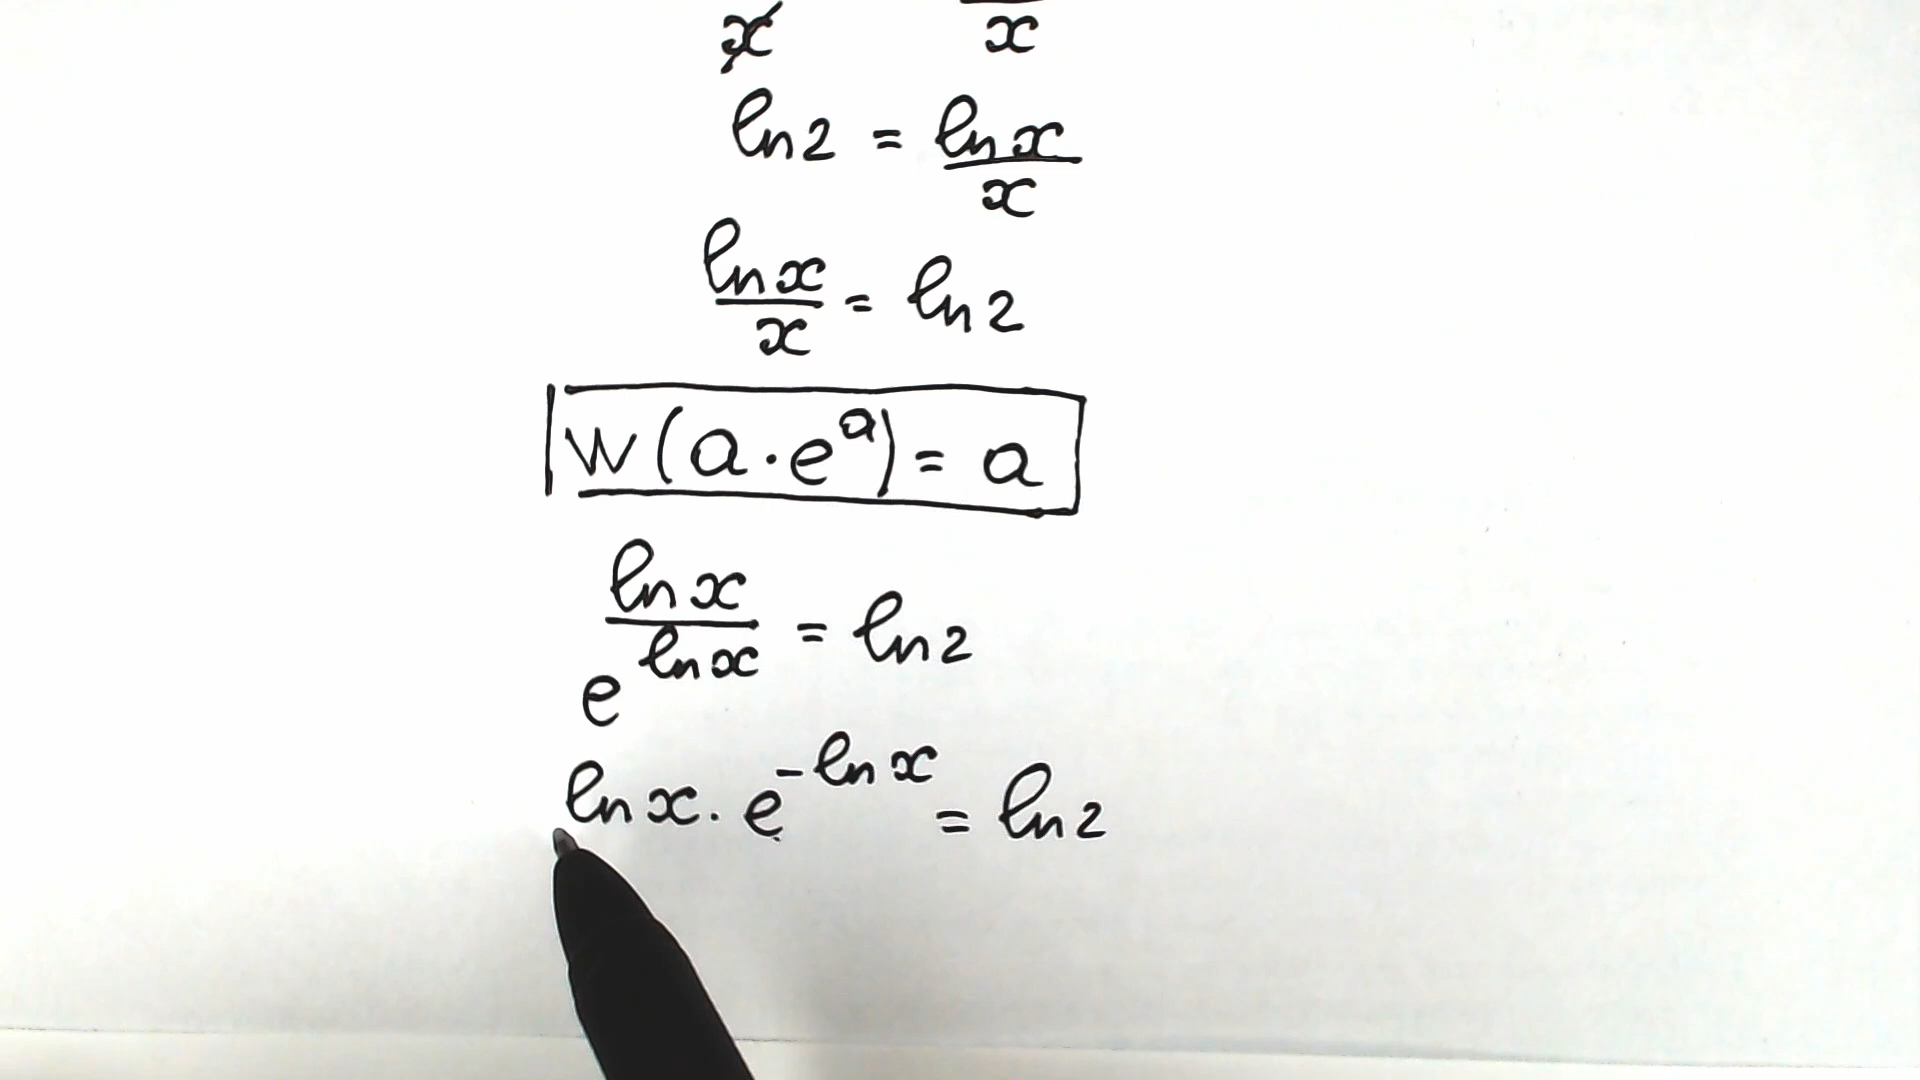 x x
ln2 = lnx/x
lnx/x = ln2
W(a·e^a) = a
lnx/e^lnx = ln2
lnx·e^-lnx = ln2